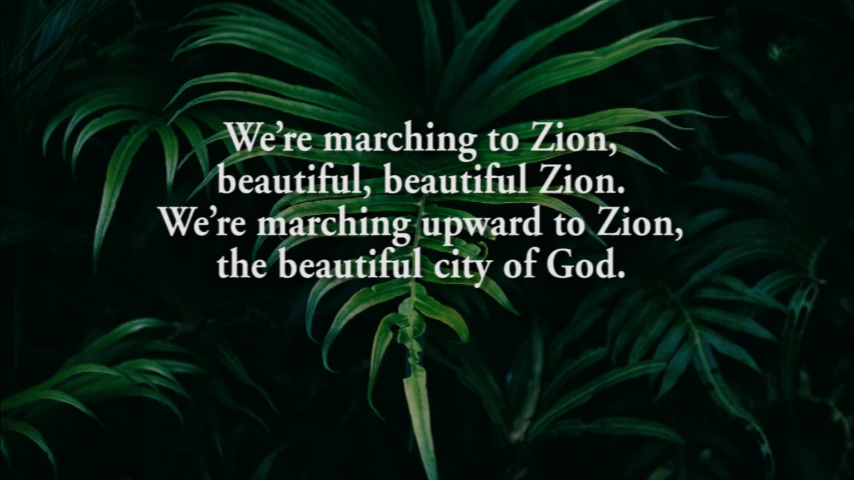 We’re marching to Zion,
beautiful, beautiful Zion.
We’re marching upward to Zion,
the beautiful city of God.